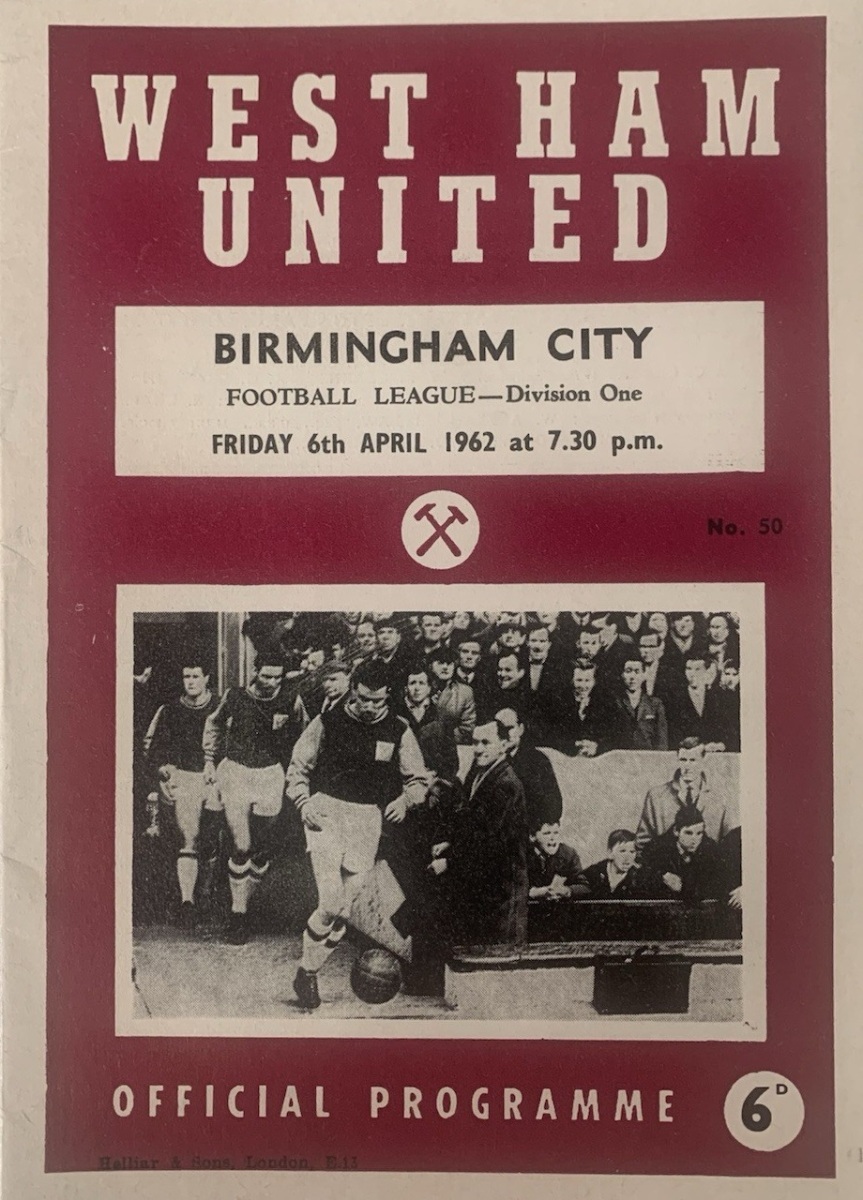 WEST HAM
UNITED
BIRMINGHAM CITY
FOOTBALL LEAGUE—Division One
FRIDAY 6th APRIL 1962 at 7.30 p.m.
No. 50
OFFICIAL PROGRAMME
6D
Helliar & Sons, London, E.13